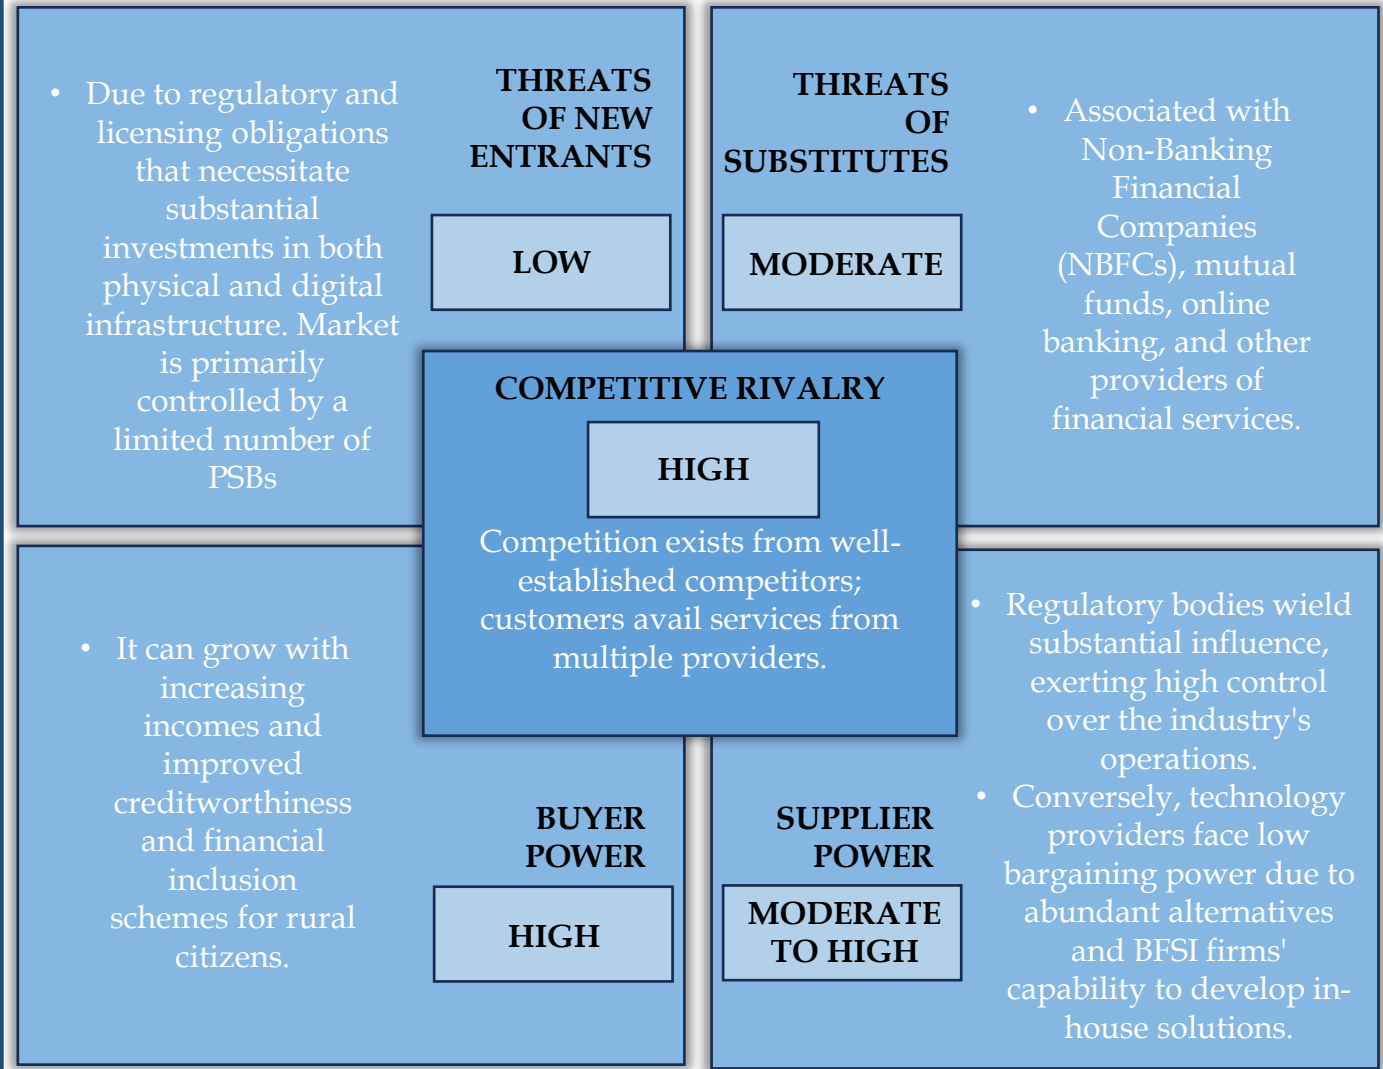 • Due to regulatory and
licensing obligations
that necessitate
substantial
investments in both
physical and digital
infrastructure. Market
is primarily
controlled by a
limited number of
PSBs
THREATS
OF NEW
ENTRANTS
LOW
THREATS
OF
SUBSTITUTES
MODERATE
• Associated with
Non-Banking
Financial
Companies
(NBFCs), mutual
funds, online
banking, and other
providers of
financial services.
COMPETITIVE RIVALRY
HIGH
Competition exists from well-
established competitors;
customers avail services from
multiple providers.
• It can grow with
increasing
incomes and
improved
creditworthiness
and financial
inclusion
schemes for rural
citizens.
BUYER
POWER
HIGH
SUPPLIER
POWER
MODERATE
TO HIGH
• Regulatory bodies wield
substantial influence,
exerting high control
over the industry's
operations.
• Conversely, technology
providers face low
bargaining power due to
abundant alternatives
and BFSI firms'
capability to develop in-
house solutions.